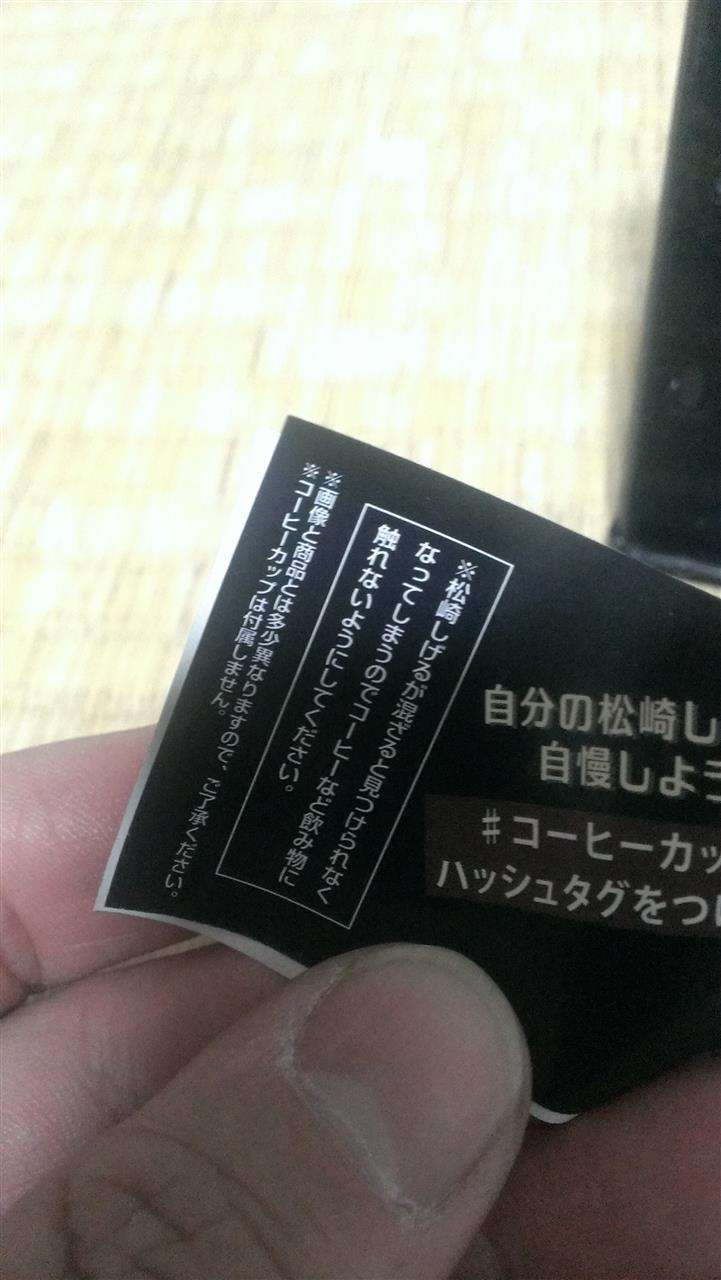 自分の松崎し
自慢しよう
#コーヒーカッ
ハッシュタグをつけ
※松崎しげるが混ざると見つけられなく
なってしまうのでコーヒーなど飲み物に
触れないようにしてください。
※画像と商品とは多少異なりますので、ご了承ください。
※コーヒーカップは付属しません。